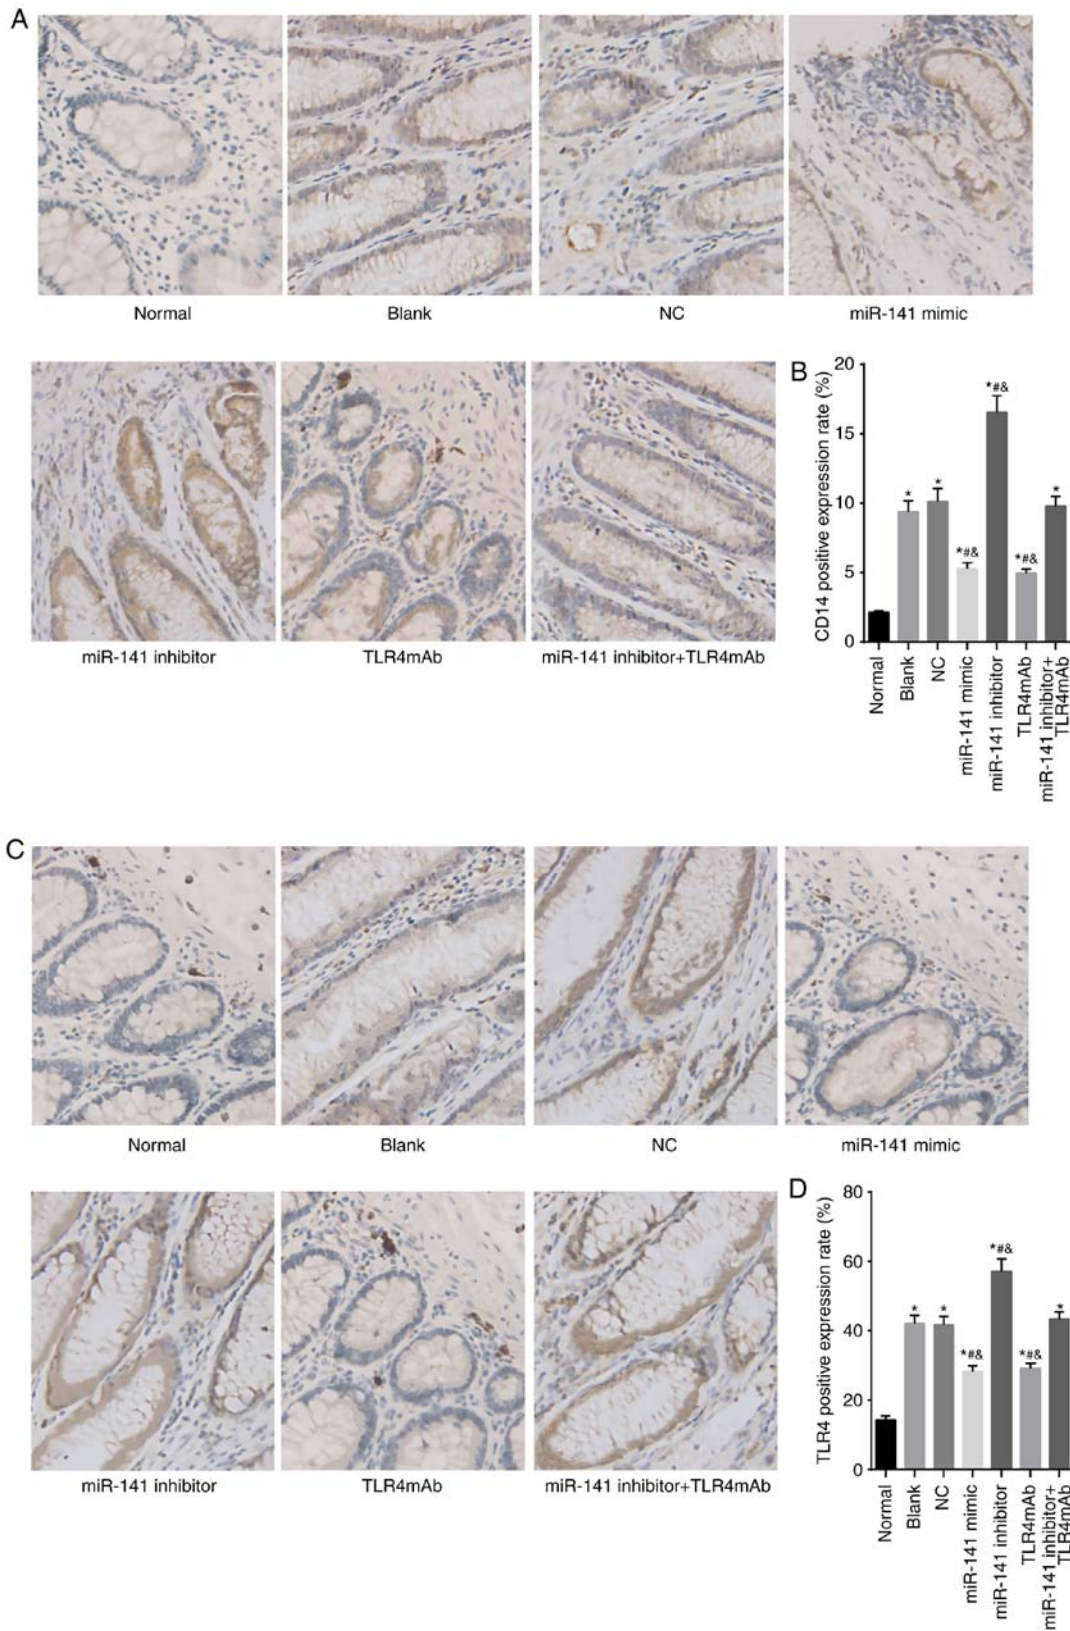 A
Normal
Blank
NC
miR-141 mimic
miR-141 inhibitor
TLR4mAb
miR-141 inhibitor+TLR4mAb
B
CD14 positive expression rate (%)
20
15
10
5
0
*
*
*#&
*#&
*#&
*
Normal
Blank
NC
miR-141 mimic
miR-141 inhibitor
TLR4mAb
miR-141 inhibitor+
TLR4mAb
C
Normal
Blank
NC
miR-141 mimic
miR-141 inhibitor
TLR4mAb
miR-141 inhibitor+TLR4mAb
D
TLR4 positive expression rate (%)
80
60
40
20
0
*
*
*#&
*#&
*#&
*
Normal
Blank
NC
miR-141 mimic
miR-141 inhibitor
TLR4mAb
miR-141 inhibitor+
TLR4mAb